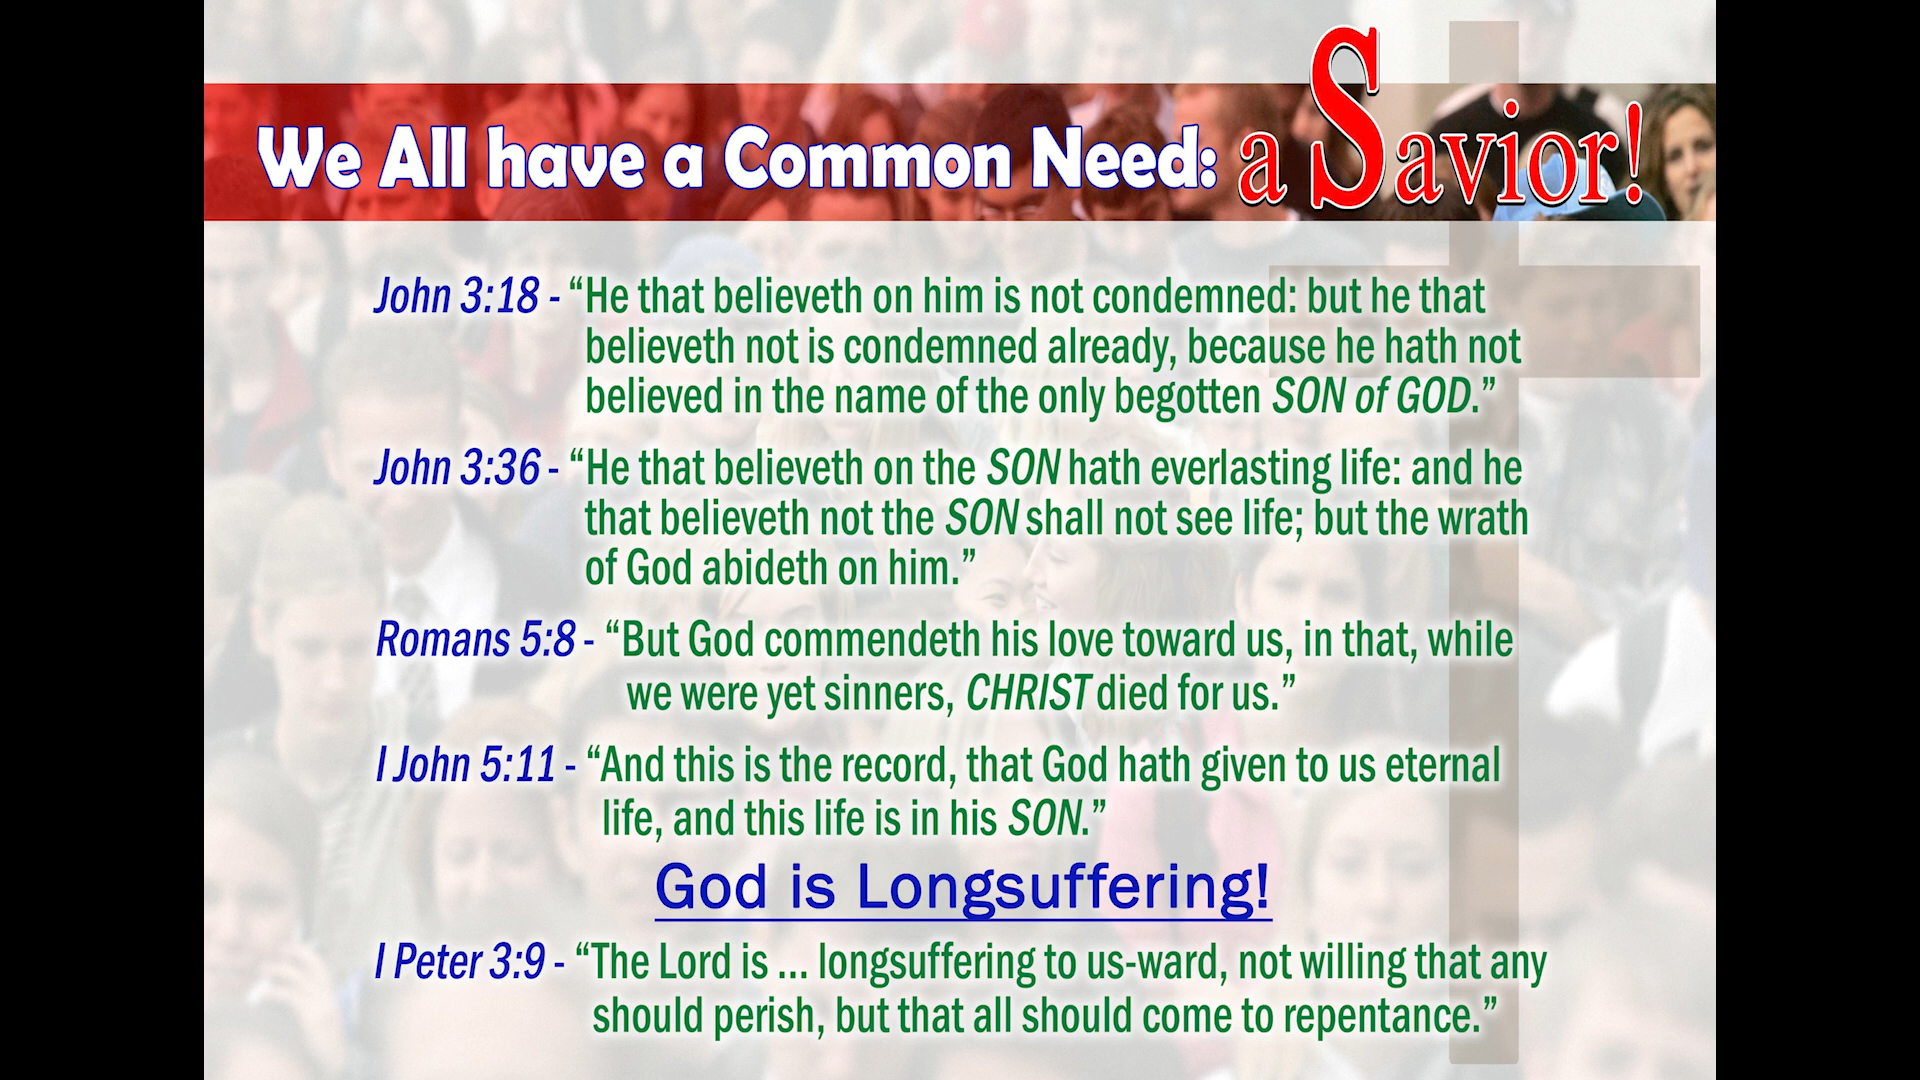 We All have a Common Need: a Savior!
John 3:18 - “He that believeth on him is not condemned: but he that
believeth not is condemned already, because he hath not
believed in the name of the only begotten SON of GOD.”
John 3:36 - “He that believeth on the SON hath everlasting life: and he
that believeth not the SON shall not see life; but the wrath
of God abideth on him.”
Romans 5:8 - “But God commendeth his love toward us, in that, while
we were yet sinners, CHRIST died for us.”
I John 5:11 - “And this is the record, that God hath given to us eternal
life, and this life is in his SON.”
God is Longsuffering!
I Peter 3:9 - “The Lord is ... longsuffering to us-ward, not willing that any
should perish, but that all should come to repentance.”